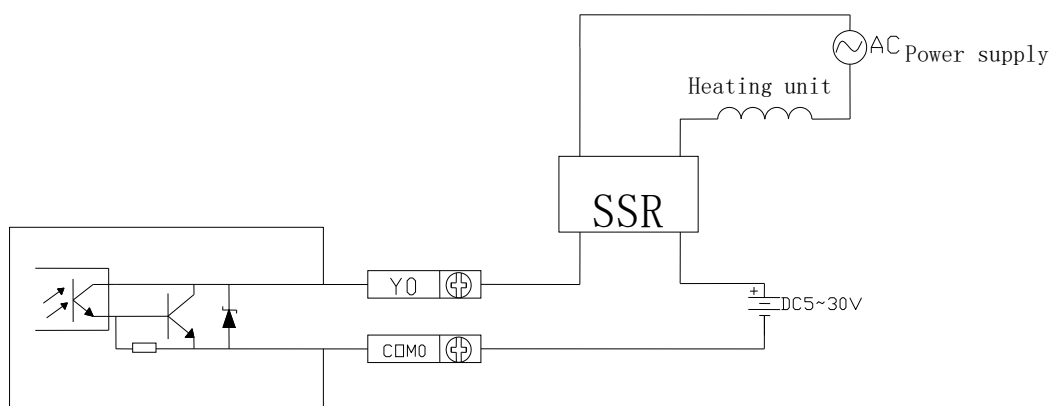 AC Power supply
Heating unit
SSR
Y0
+
DC5~30V
COM0